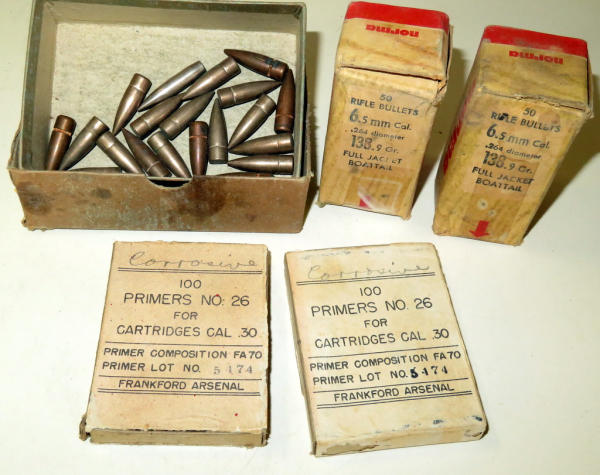 norma
50
RIFLE BULLETS
6.5 mm Cal.
.264 diameter
138.9 Gr.
FULL JACKET
BOATTAIL
norma
50
RIFLE BULLETS
6.5 mm Cal.
.264 diameter
138.9 Gr.
FULL JACKET
BOATTAIL
Corrosive
100
PRIMERS NO. 26
FOR
CARTRIDGES CAL .30
PRIMER COMPOSITION FA70
PRIMER LOT NO. 5474
FRANKFORD ARSENAL
Corrosive
100
PRIMERS NO. 26
FOR
CARTRIDGES CAL .30
PRIMER COMPOSITION FA70
PRIMER LOT NO. 5474
FRANKFORD ARSENAL